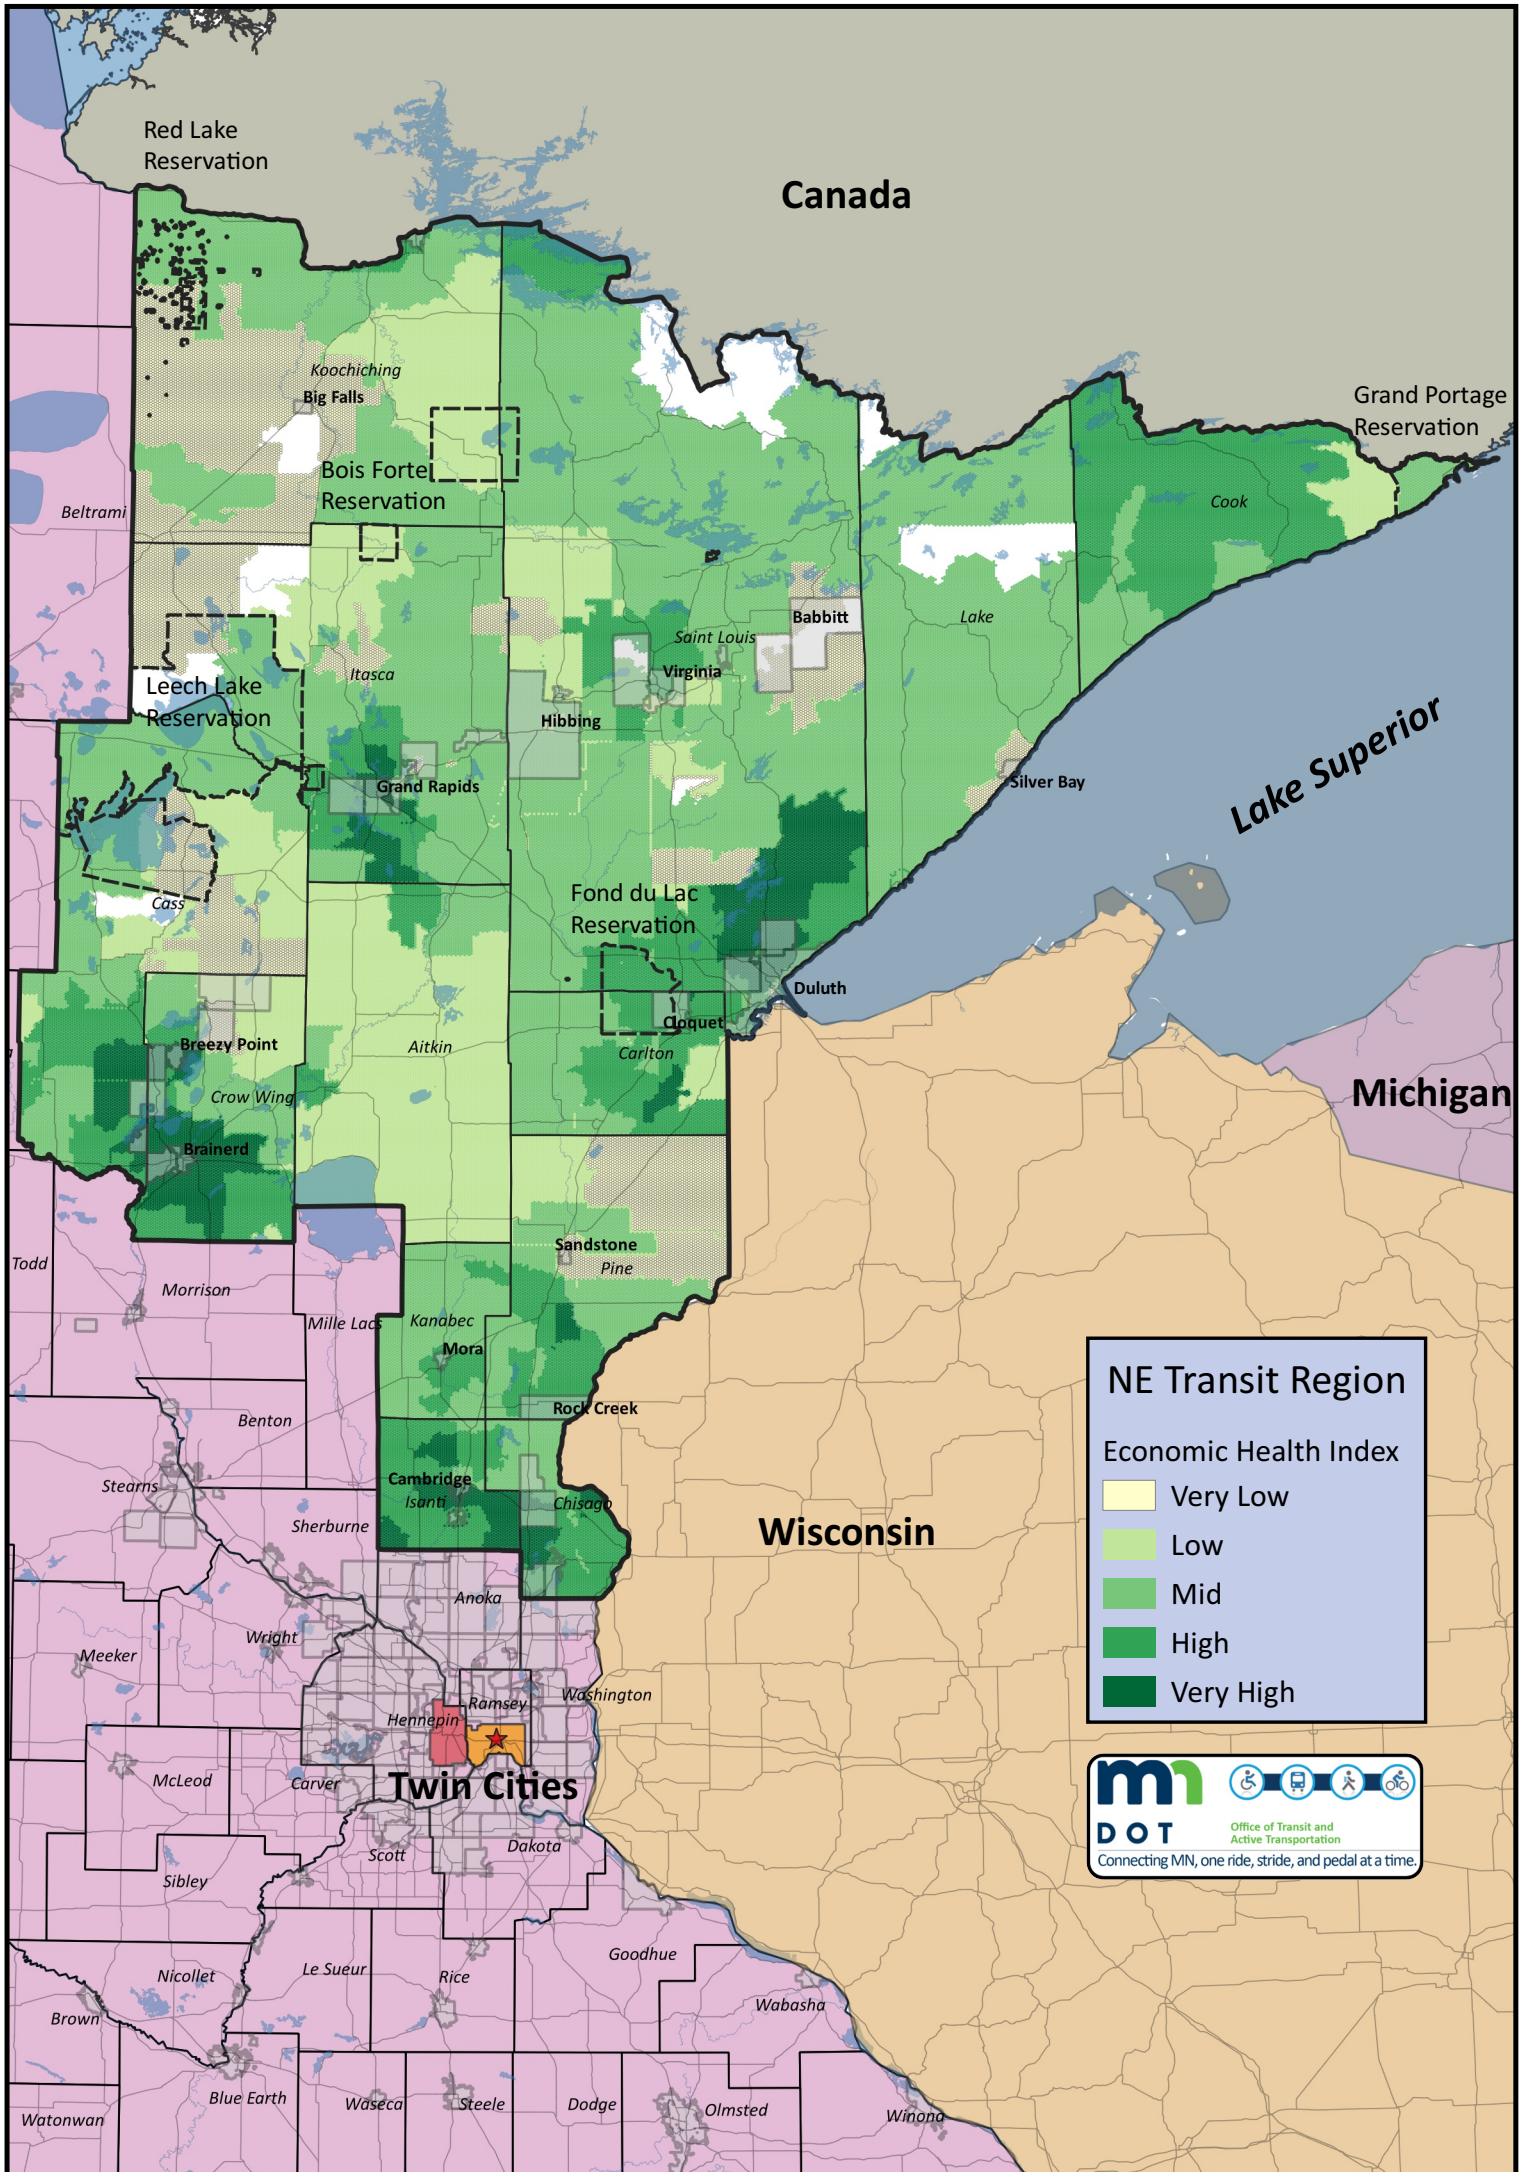 Red Lake
Reservation
Canada
Grand Portage
Reservation
Koochiching
Big Falls
Bois Forte
Reservation
Beltrami
Cook
Babbitt
Lake
Saint Louis
Virginia
Itasca
Leech Lake
Reservation
Hibbing
Grand Rapids
Silver Bay
Lake Superior
Fond du Lac
Reservation
Cass
Duluth
Cloquet
Breezy Point
Aitkin
Carlton
Crow Wing
Michigan
Brainerd
Sandstone
Pine
Todd
Morrison
Mille Lacs
Kanabec
Mora
Rock Creek
Benton
Cambridge
Isanti
Chisago
Stearns
Sherburne
Wisconsin
NE Transit Region
Economic Health Index
Very Low
Low
Mid
High
Very High
Anoka
Wright
Meeker
Washington
Ramsey
Hennepin
McLeod
Carver
Twin Cities
Scott
Dakota
Sibley
mn
DOT
Office of Transit and
Active Transportation
Connecting MN, one ride, stride, and pedal at a time.
Goodhue
Nicollet
Le Sueur
Rice
Wabasha
Brown
Blue Earth
Waseca
Steele
Dodge
Olmsted
Winona
Watonwan